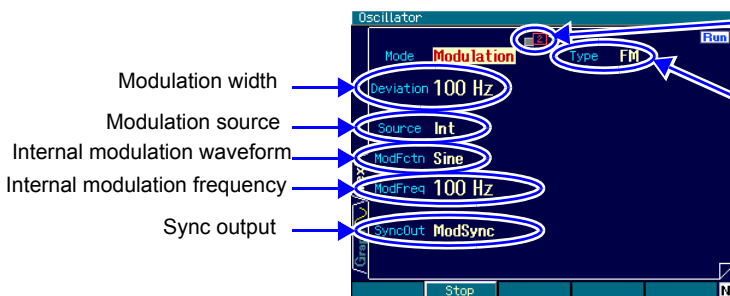 Oscillator
2
Run
Mode Modulation Type FM
Modulation width Deviation 100 Hz
Modulation source Source Int
Internal modulation waveform ModFctn Sine
Internal modulation frequency ModFreq 100 Hz
Sync output SyncOut ModSync
Stop